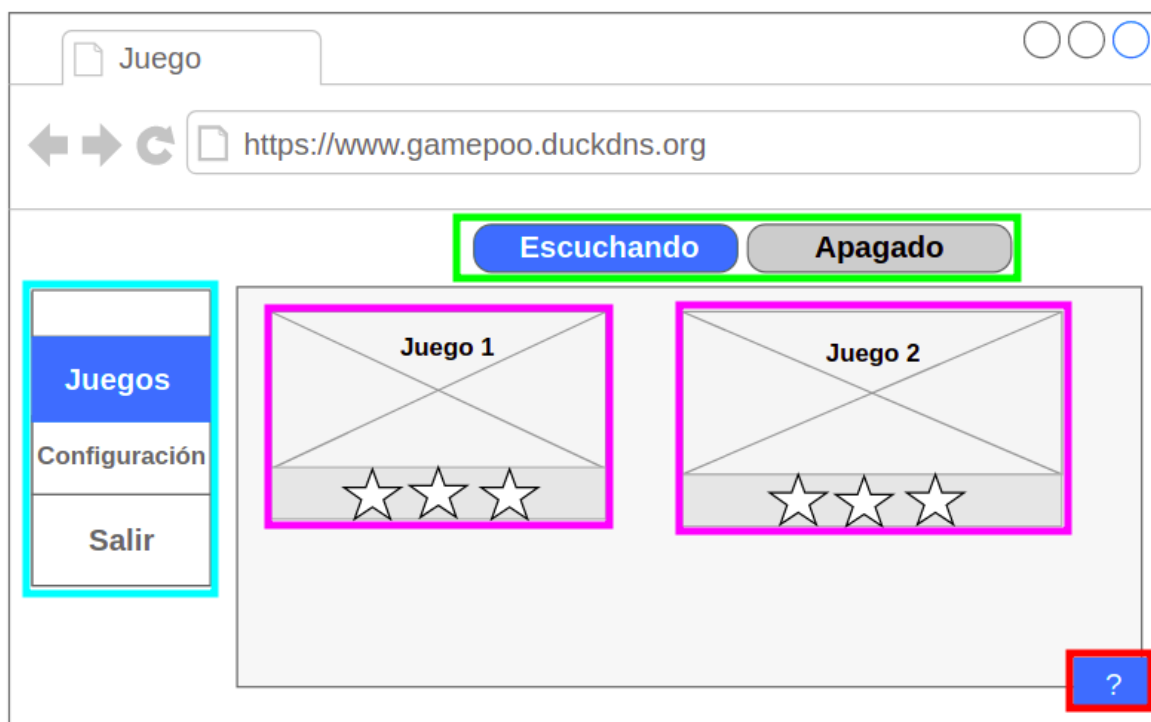 Juego
https://www.gamepoo.duckdns.org
Escuchando
Apagado
Juegos
Configuración
Salir
Juego 1
Juego 2
?